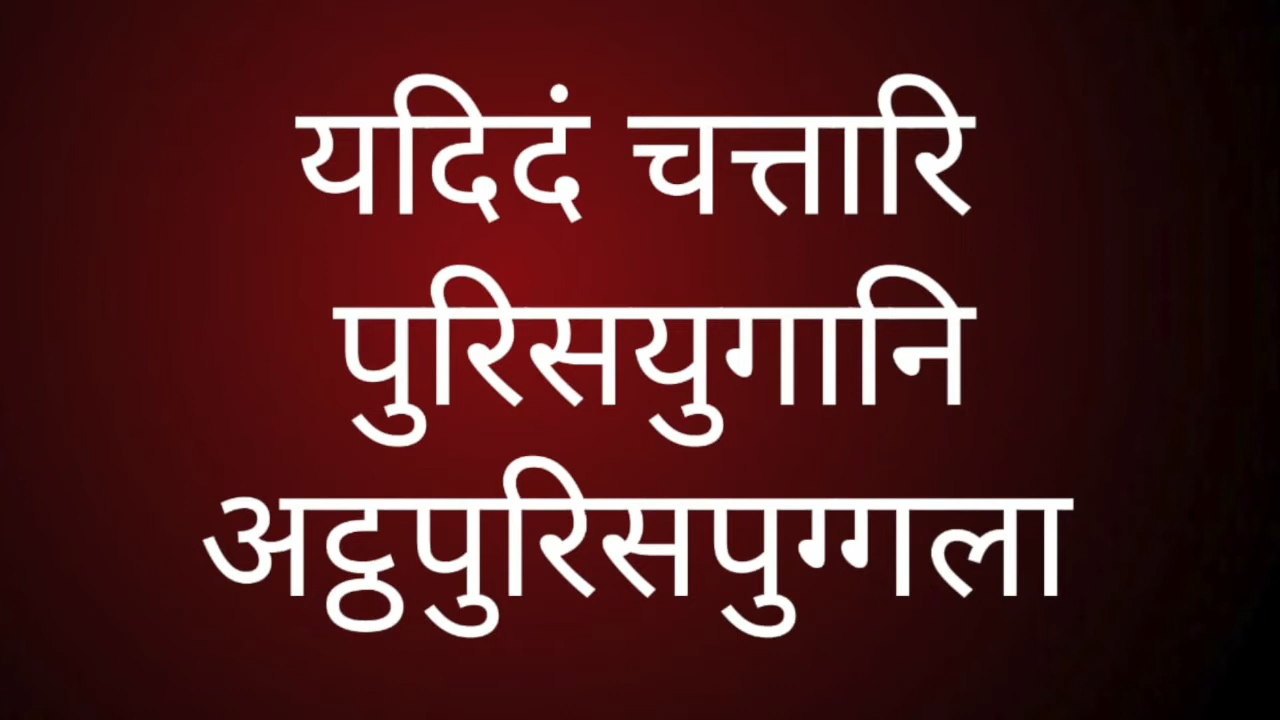 यदिदं चत्तारि
पुरिसयुगानि
अट्ठपुरिसपुग्गला